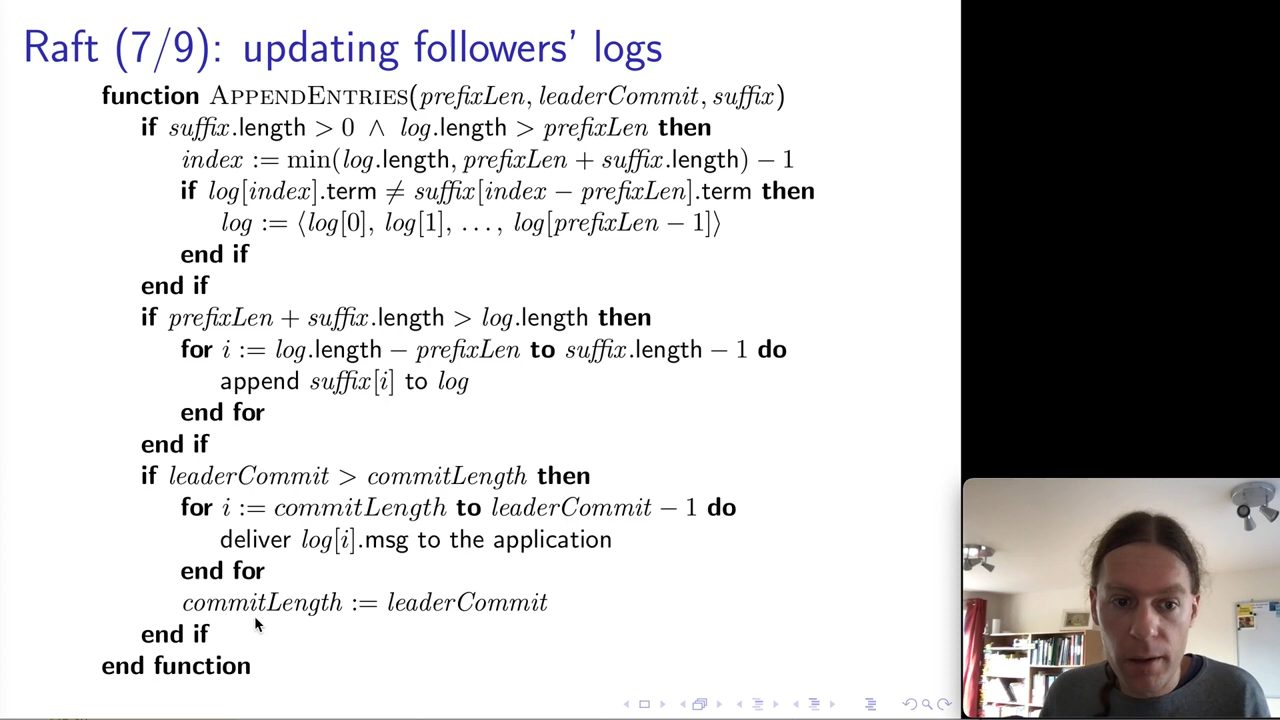 Raft (7/9): updating followers' logs
function APPENDENTRIES(prefixLen, leaderCommit, suffix)
if suffix.length > 0 ∧ log.length > prefixLen then
index := min(log.length, prefixLen + suffix.length) − 1
if log[index].term ≠ suffix[index − prefixLen].term then
log := ⟨log[0], log[1], . . . , log[prefixLen − 1]⟩
end if
end if
if prefixLen + suffix.length > log.length then
for i := log.length − prefixLen to suffix.length − 1 do
append suffix[i] to log
end for
end if
if leaderCommit > commitLength then
for i := commitLength to leaderCommit − 1 do
deliver log[i].msg to the application
end for
commitLength := leaderCommit
end if
end function